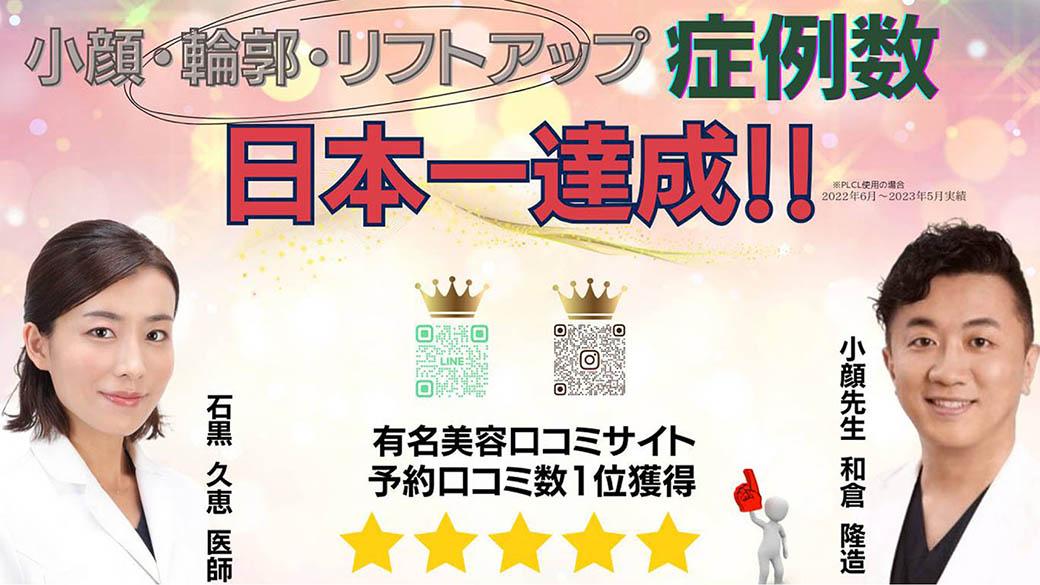 小顔・輪郭・リフトアップ 症例数
日本一達成!!
※PLCL使用の場合
2022年6月～2023年5月実績
LINE
有名美容口コミサイト
予約口コミ数1位獲得
石黒 久恵 医師
小顔先生 和倉 隆造